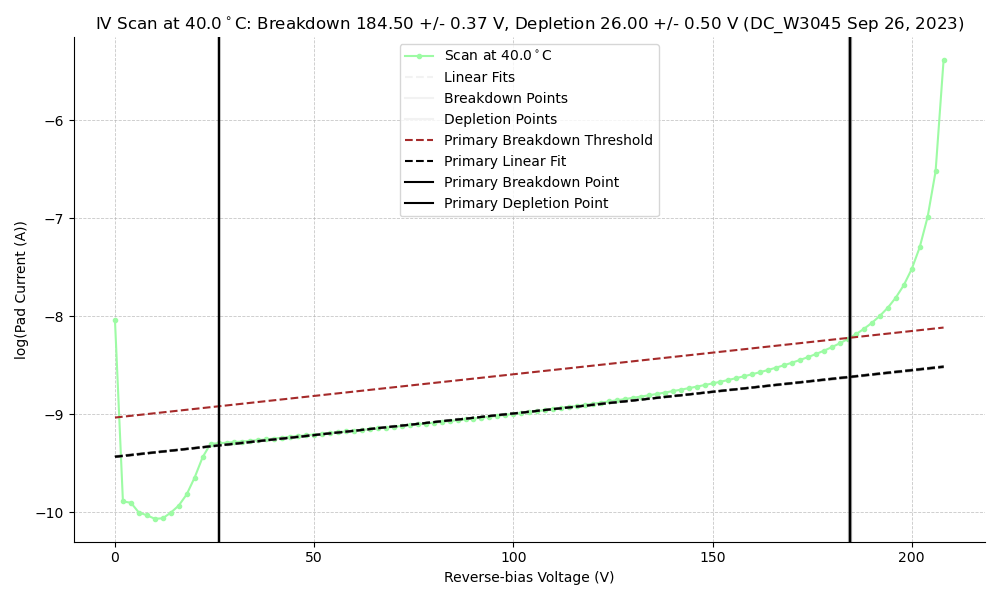 IV Scan at 40.0°C: Breakdown 184.50 +/- 0.37 V, Depletion 26.00 +/- 0.50 V (DC_W3045 Sep 26, 2023)
Scan at 40.0°C
Linear Fits
Breakdown Points
Depletion Points
Primary Breakdown Threshold
Primary Linear Fit
Primary Breakdown Point
Primary Depletion Point
log(Pad Current (A))
−6
−7
−8
−9
−10
0 50 100 150 200
Reverse-bias Voltage (V)